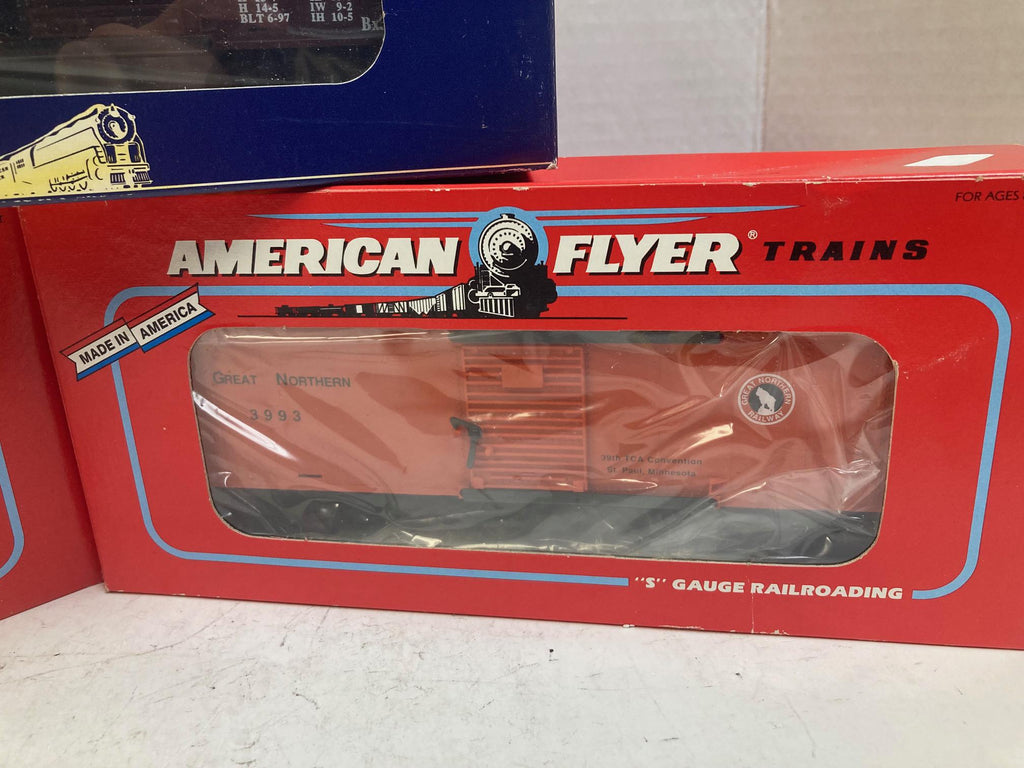 H 14-5 IW 9-2
BLT 6-97 IH 10-5
FOR AGES
AMERICAN FLYER® TRAINS
MADE IN AMERICA
GREAT NORTHERN
3993
GREAT NORTHERN
RAILWAY
39th TCA Convention
St. Paul, Minnesota
"S" GAUGE RAILROADING